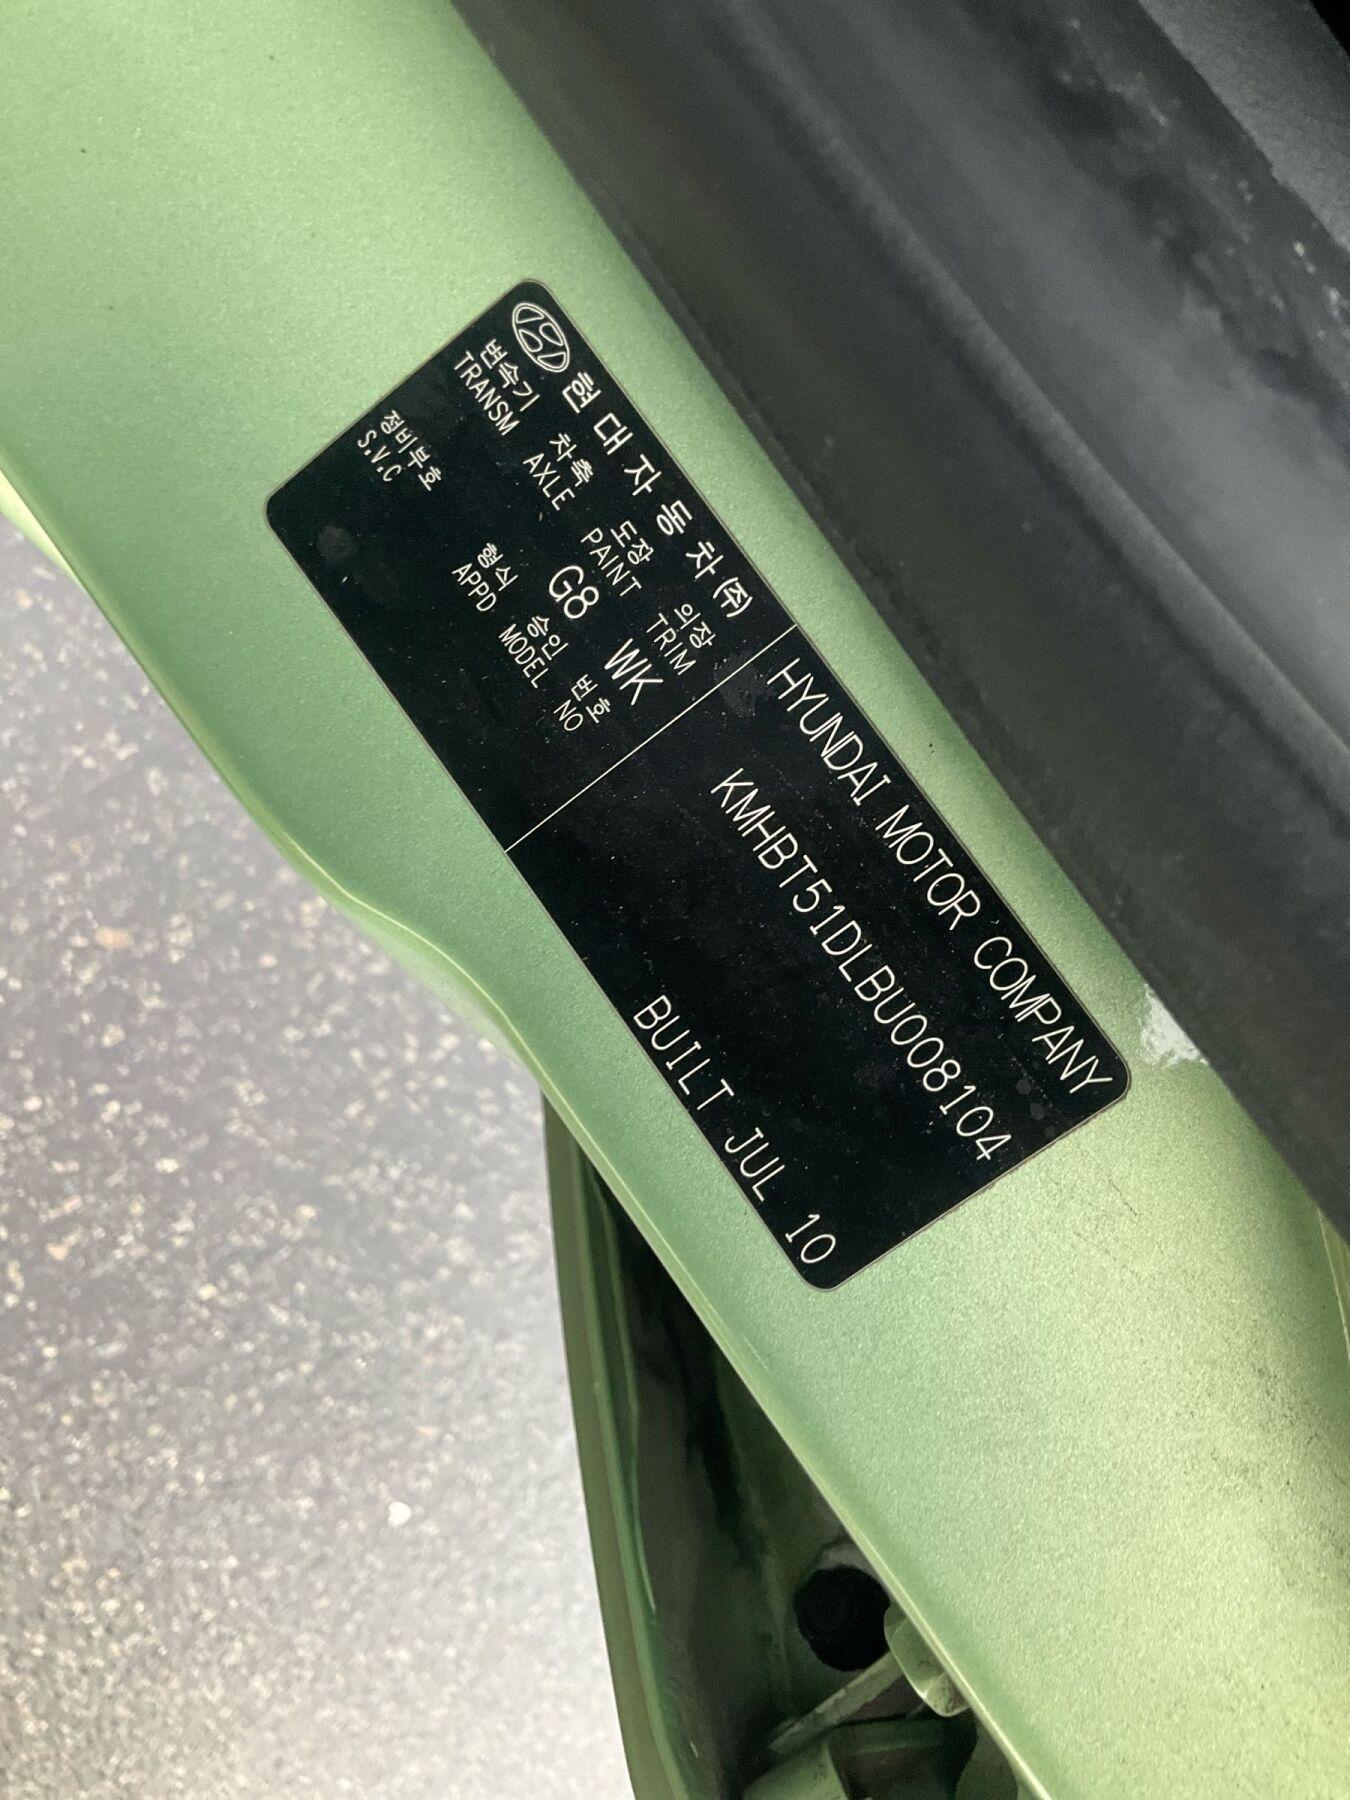 현대자동차(주)
변속기 차축 도장 의장
TRANSM AXLE PAINT TRIM
G8 WK
정비부호 형식 승인 번호
S.V.C APPD MODEL NO
HYUNDAI MOTOR COMPANY
KMHBT51DLBU008104
BUILT JUL 10